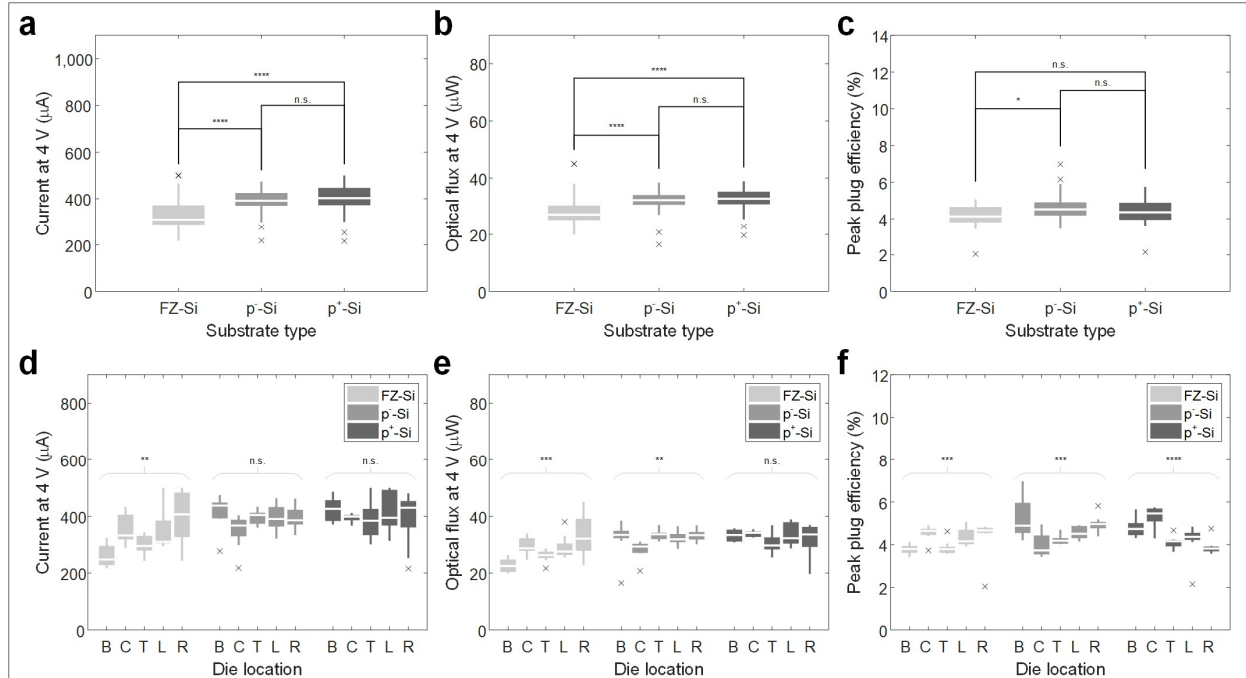 a
b
c
1,000
800
600
400
200
0
Current at 4 V (μA)
****
****
n.s.
FZ-Si
p⁻-Si
p⁺-Si
Substrate type
80
60
40
20
0
Optical flux at 4 V (μW)
****
****
n.s.
FZ-Si
p⁻-Si
p⁺-Si
Substrate type
14
12
10
8
6
4
2
0
Peak plug efficiency (%)
n.s.
n.s.
*
FZ-Si
p⁻-Si
p⁺-Si
Substrate type
d
e
f
800
600
400
200
0
Current at 4 V (μA)
FZ-Si
p⁻-Si
p⁺-Si
**
n.s.
n.s.
B C T L R B C T L R B C T L R
Die location
80
60
40
20
0
Optical flux at 4 V (μW)
FZ-Si
p⁻-Si
p⁺-Si
***
**
n.s.
B C T L R B C T L R B C T L R
Die location
12
10
8
6
4
2
0
Peak plug efficiency (%)
FZ-Si
p⁻-Si
p⁺-Si
***
***
****
B C T L R B C T L R B C T L R
Die location